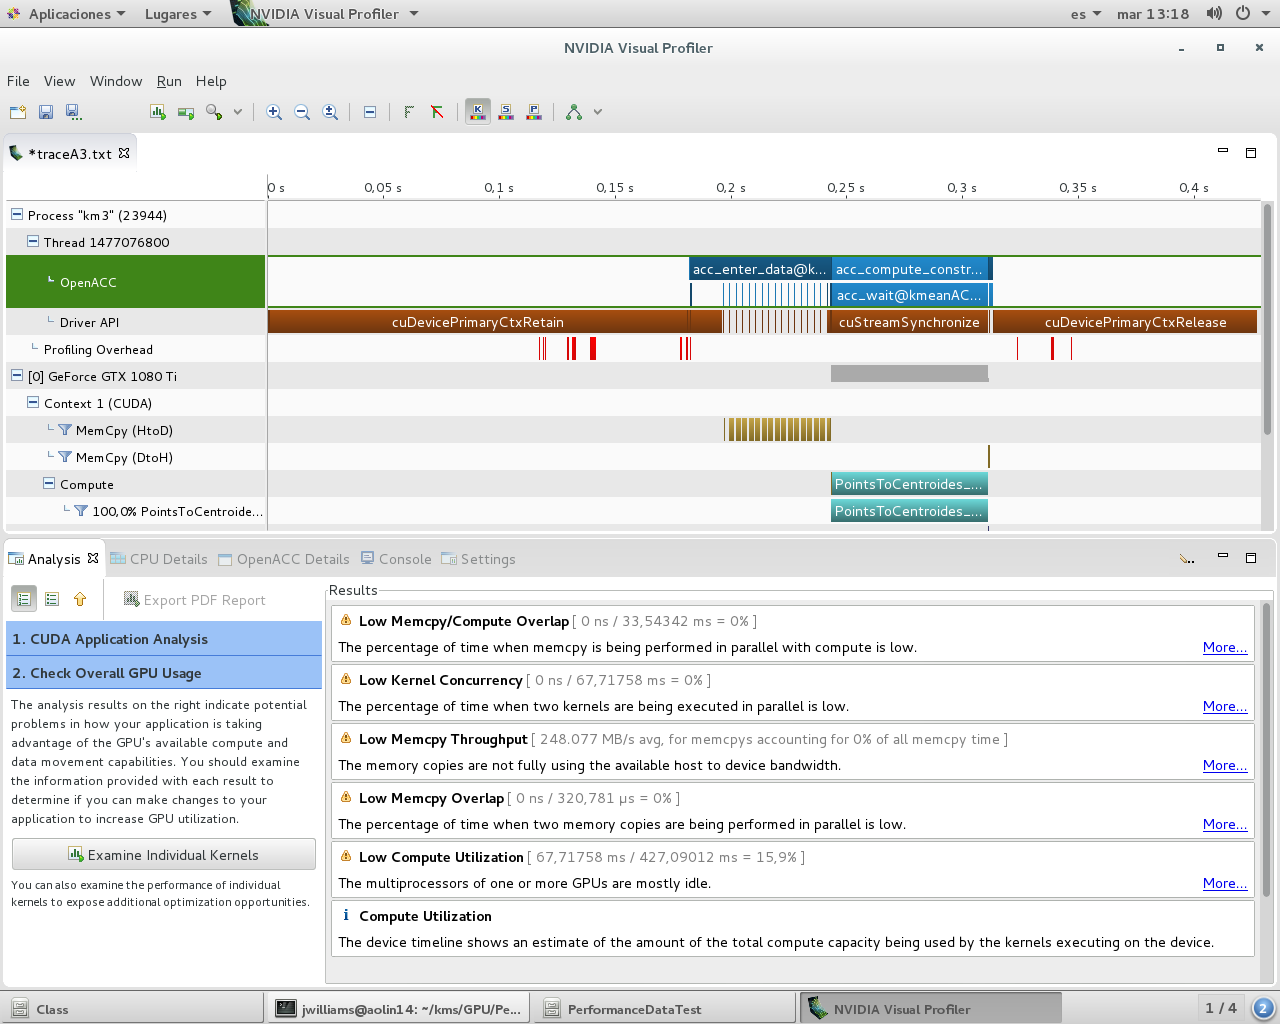 Aplicaciones Lugares NVIDIA Visual Profiler es mar 13:18
NVIDIA Visual Profiler
File View Window Run Help
K S P
*traceA3.txt
0 s 0,05 s 0,1 s 0,15 s 0,2 s 0,25 s 0,3 s 0,35 s 0,4 s
Process "km3" (23944)
Thread 1477076800
OpenACC
acc_enter_data@k... acc_compute_constr...
acc_wait@kmeanAC...
Driver API cuDevicePrimaryCtxRetain cuStreamSynchronize cuDevicePrimaryCtxRelease
Profiling Overhead
[0] GeForce GTX 1080 Ti
Context 1 (CUDA)
MemCpy (HtoD)
MemCpy (DtoH)
Compute PointsToCentroides_...
100,0% PointsToCentroide... PointsToCentroides_...
Analysis CPU Details OpenACC Details Console Settings
Export PDF Report
1. CUDA Application Analysis
2. Check Overall GPU Usage
The analysis results on the right indicate potential
problems in how your application is taking
advantage of the GPU's available compute and
data movement capabilities. You should examine
the information provided with each result to
determine if you can make changes to your
application to increase GPU utilization.
Examine Individual Kernels
You can also examine the performance of individual
kernels to expose additional optimization opportunities.
Results
Low Memcpy/Compute Overlap [ 0 ns / 33,54342 ms = 0% ]
The percentage of time when memcpy is being performed in parallel with compute is low. More...
Low Kernel Concurrency [ 0 ns / 67,71758 ms = 0% ]
The percentage of time when two kernels are being executed in parallel is low. More...
Low Memcpy Throughput [ 248.077 MB/s avg, for memcpys accounting for 0% of all memcpy time ]
The memory copies are not fully using the available host to device bandwidth. More...
Low Memcpy Overlap [ 0 ns / 320,781 µs = 0% ]
The percentage of time when two memory copies are being performed in parallel is low. More...
Low Compute Utilization [ 67,71758 ms / 427,09012 ms = 15,9% ]
The multiprocessors of one or more GPUs are mostly idle. More...
Compute Utilization
The device timeline shows an estimate of the amount of the total compute capacity being used by the kernels executing on the device.
Class jwilliams@aolin14: ~/kms/GPU/Pe... PerformanceDataTest NVIDIA Visual Profiler 1 / 4 2